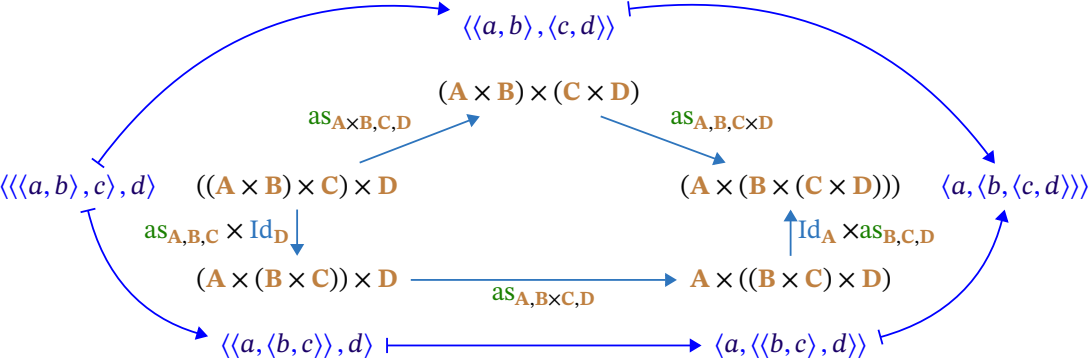 ⟨⟨a, b⟩ , ⟨c, d⟩⟩
(A × B) × (C × D)
as_{A×B,C,D} as_{A,B,C×D}
⟨⟨⟨a, b⟩ , c⟩ , d⟩ ((A × B) × C) × D (A × (B × (C × D))) ⟨a, ⟨b, ⟨c, d⟩⟩⟩
as_{A,B,C} × Id_D Id_A ×as_{B,C,D}
(A × (B × C)) × D A × ((B × C) × D)
as_{A,B×C,D}
⟨⟨a, ⟨b, c⟩⟩ , d⟩ ⟨a, ⟨⟨b, c⟩ , d⟩⟩